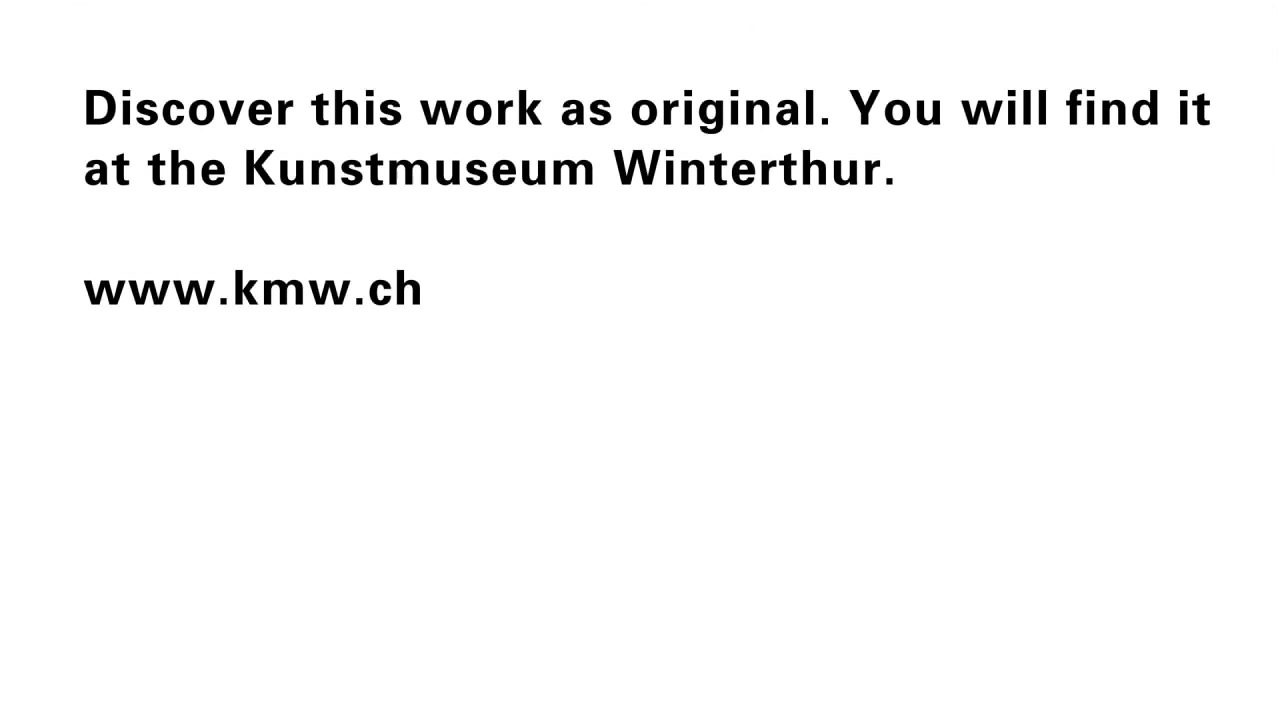 Discover this work as original. You will find it
at the Kunstmuseum Winterthur.
www.kmw.ch